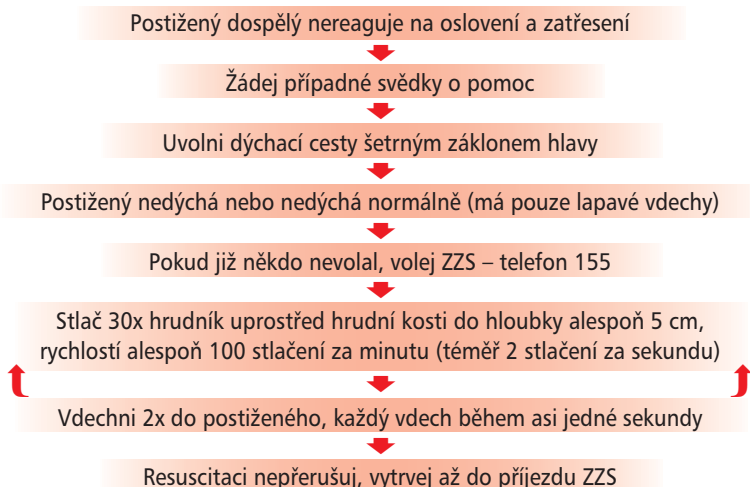 Postižený dospělý nereaguje na oslovení a zatřesení
Žádej případné svědky o pomoc
Uvolni dýchací cesty šetrným záklonem hlavy
Postižený nedýchá nebo nedýchá normálně (má pouze lapavé vdechy)
Pokud již někdo nevolal, volej ZZS – telefon 155
Stlač 30x hrudník uprostřed hrudní kosti do hloubky alespoň 5 cm,
rychlostí alespoň 100 stlačení za minutu (téměř 2 stlačení za sekundu)
Vdechni 2x do postiženého, každý vdech během asi jedné sekundy
Resuscitaci nepřerušuj, vytrvej až do příjezdu ZZS